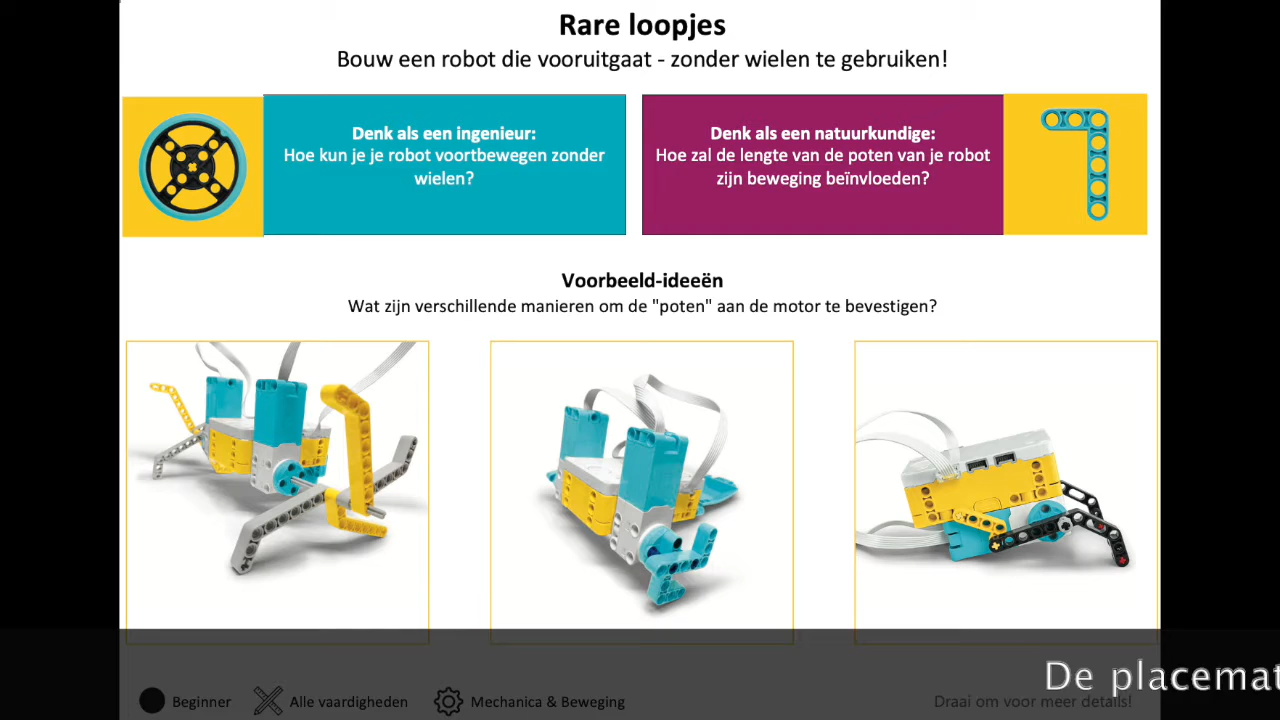 Rare loopjes
Bouw een robot die vooruitgaat - zonder wielen te gebruiken!
Denk als een ingenieur:
Hoe kun je je robot voortbewegen zonder
wielen?
Denk als een natuurkundige:
Hoe zal de lengte van de poten van je robot
zijn beweging beïnvloeden?
Voorbeeld-ideeën
Wat zijn verschillende manieren om de "poten" aan de motor te bevestigen?
De placemat
Beginner
Alle vaardigheden
Mechanica & Beweging
Draai om voor meer details!